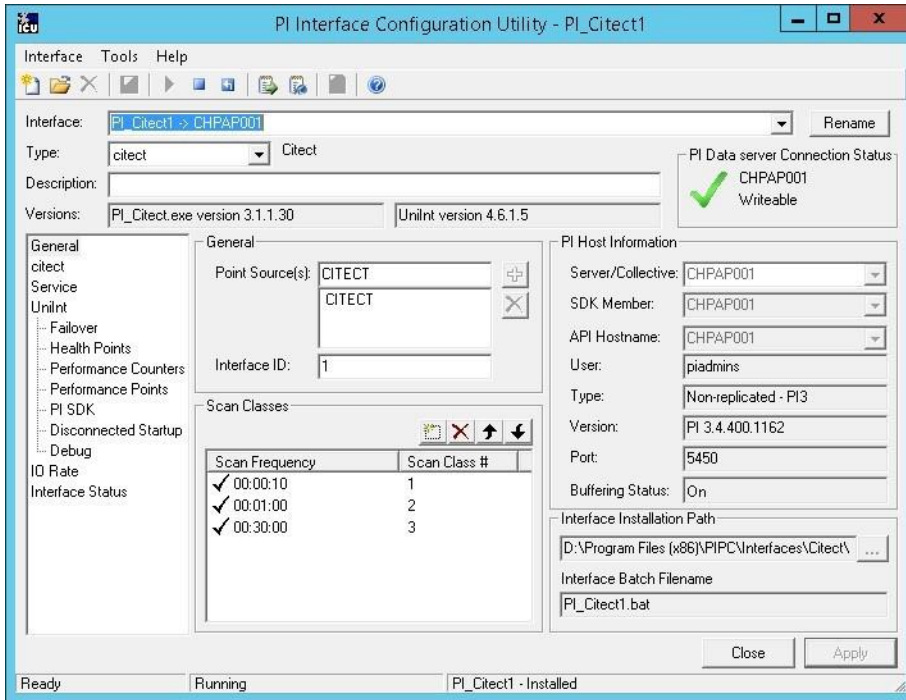 ICU
PI Interface Configuration Utility - PI_Citect1
Interface Tools Help
Interface: PI_Citect1 -> CHPAP001 Rename
Type: citect Citect
PI Data server Connection Status
CHPAP001
Writeable
Description:
Versions: PI_Citect.exe version 3.1.1.30 UniInt version 4.6.1.5
General
citect
Service
UniInt
Failover
Health Points
Performance Counters
Performance Points
PI SDK
Disconnected Startup
Debug
IO Rate
Interface Status
General
Point Source(s): CITECT
CITECT
Interface ID: 1
Scan Classes
Scan Frequency Scan Class #
00:00:10 1
00:01:00 2
00:30:00 3
PI Host Information
Server/Collective: CHPAP001
SDK Member: CHPAP001
API Hostname: CHPAP001
User: piadmins
Type: Non-replicated - PI3
Version: PI 3.4.400.1162
Port: 5450
Buffering Status: On
Interface Installation Path
D:\Program Files (x86)\PIPC\Interfaces\Citect\ ...
Interface Batch Filename
PI_Citect1.bat
Close Apply
Ready Running PI_Citect1 - Installed